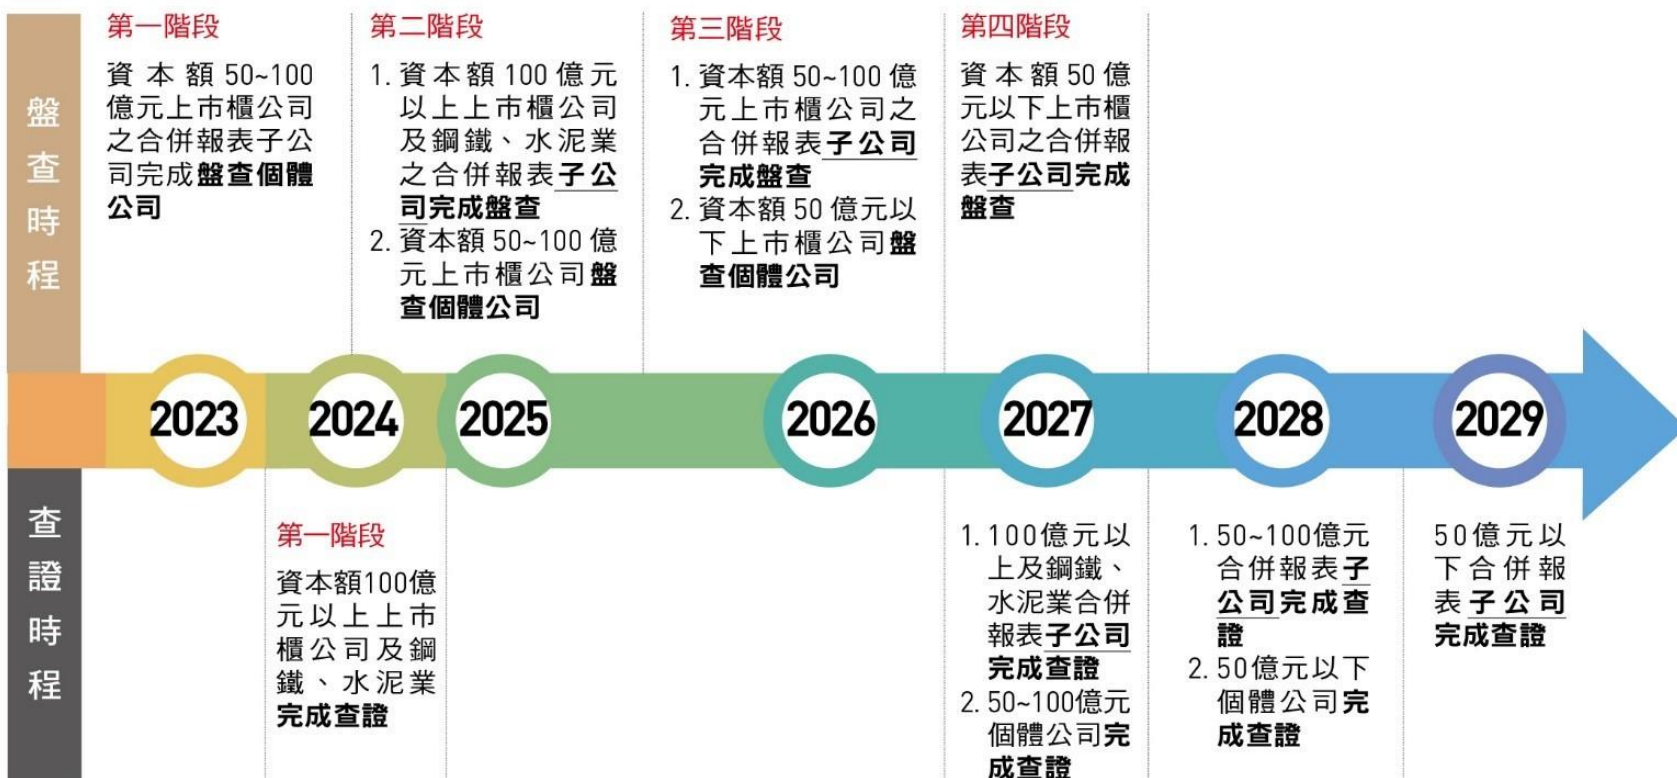 盤查時程
第一階段
資本額50~100
億元上市櫃公司
之合併報表子公
司完成盤查個體
公司
第二階段
1. 資本額100億元
以上上市櫃公司
及鋼鐵、水泥業
之合併報表子公
司完成盤查
2. 資本額50~100億
元上市櫃公司盤
查個體公司
第三階段
1. 資本額50~100億
元上市櫃公司之
合併報表子公司
完成盤查
2. 資本額50億元以
下上市櫃公司盤
查個體公司
第四階段
資本額50億
元以下上市櫃
公司之合併報
表子公司完成
盤查
2023
2024
2025
2026
2027
2028
2029
查證時程
第一階段
資本額100億
元以上上市
櫃公司及鋼
鐵、水泥業
完成查證
1. 100億元以
上及鋼鐵、
水泥業合併
報表子公司
完成查證
2. 50~100億元
個體公司完
成查證
1. 50~100億元
合併報表子
公司完成查
證
2. 50億元以下
個體公司完
成查證
50億元以
下合併報
表子公司
完成查證